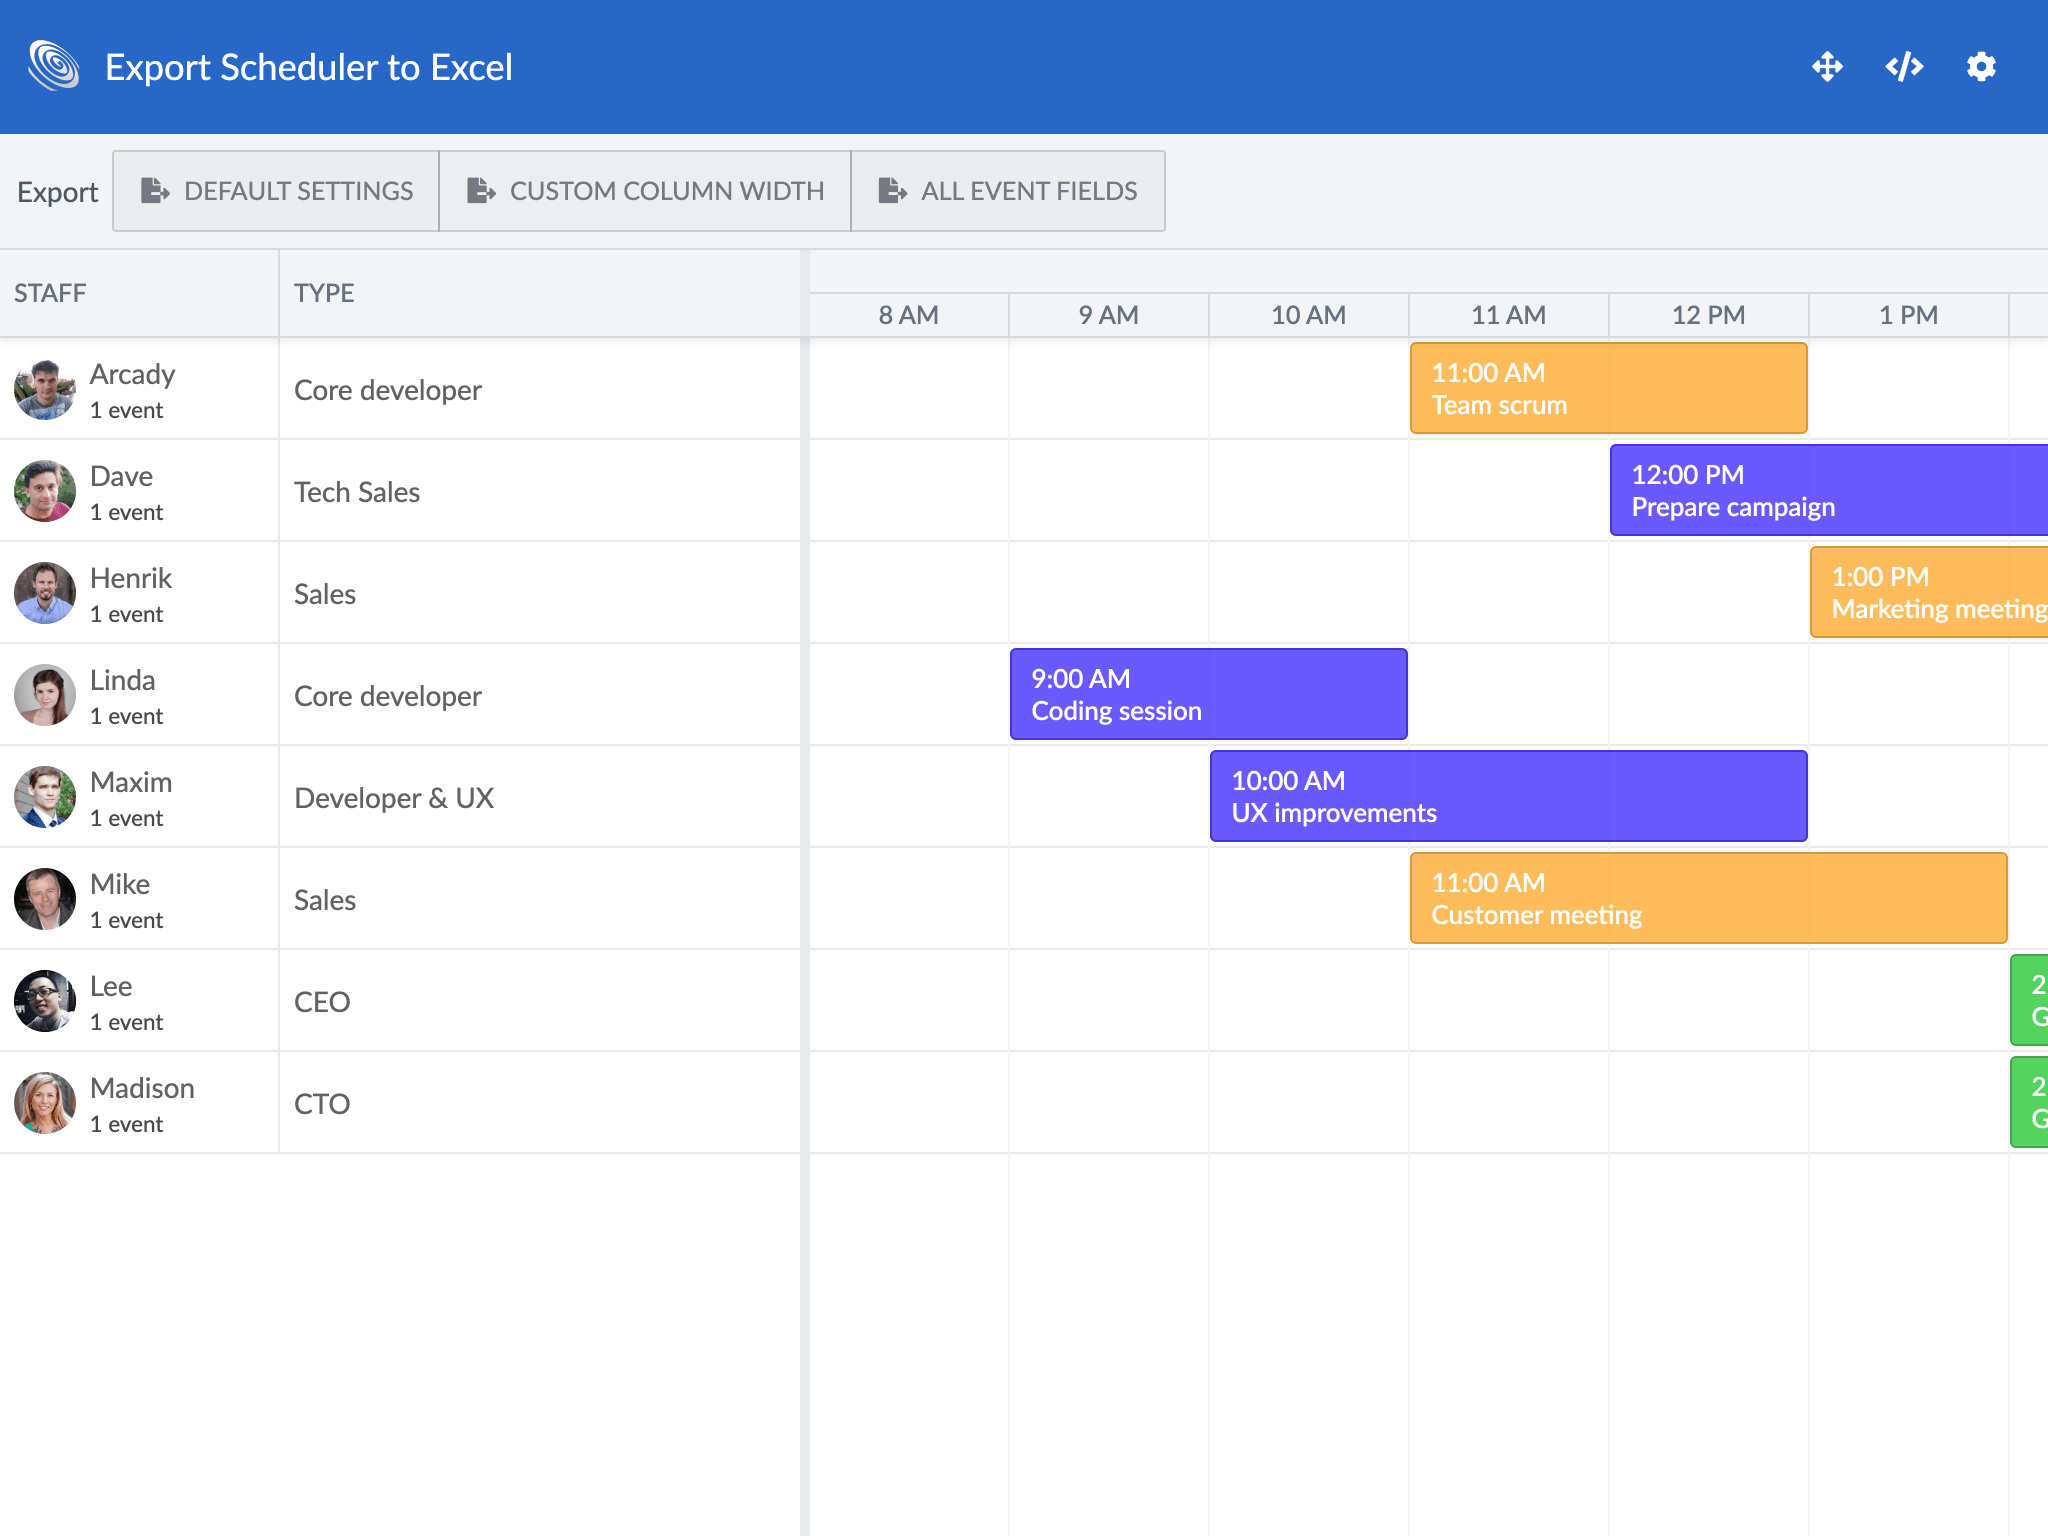 Export Scheduler to Excel
Export
DEFAULT SETTINGS
CUSTOM COLUMN WIDTH
ALL EVENT FIELDS
STAFF
TYPE
8 AM
9 AM
10 AM
11 AM
12 PM
1 PM
Arcady
1 event
Core developer
11:00 AM
Team scrum
Dave
1 event
Tech Sales
12:00 PM
Prepare campaign
Henrik
1 event
Sales
1:00 PM
Marketing meeting
Linda
1 event
Core developer
9:00 AM
Coding session
Maxim
1 event
Developer & UX
10:00 AM
UX improvements
Mike
1 event
Sales
11:00 AM
Customer meeting
Lee
1 event
CEO
2
G
Madison
1 event
CTO
2
G